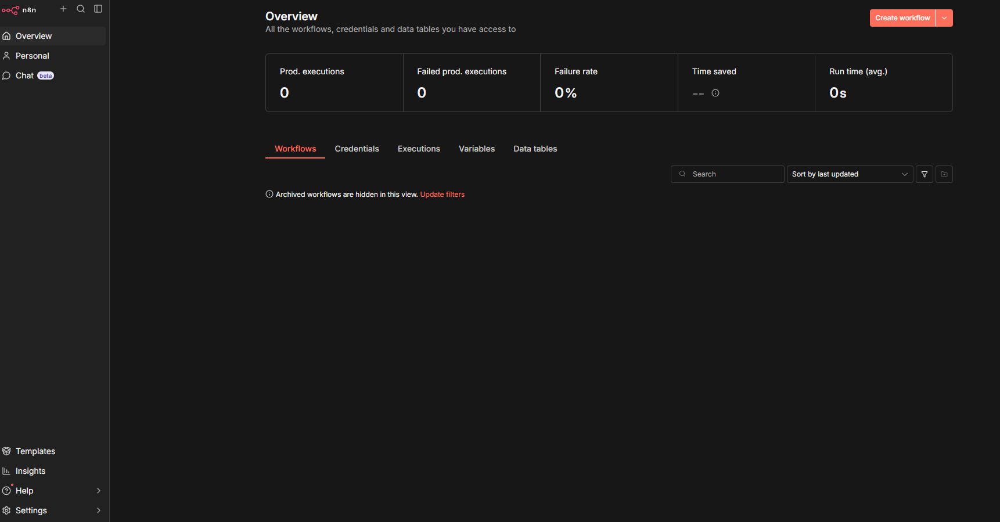 n8n
Overview
Personal
Chat beta
Templates
Insights
Help
Settings
Overview
All the workflows, credentials and data tables you have access to
Create workflow
Prod. executions
0
Failed prod. executions
0
Failure rate
0%
Time saved
--
Run time (avg.)
0s
Workflows Credentials Executions Variables Data tables
Search Sort by last updated
Archived workflows are hidden in this view. Update filters